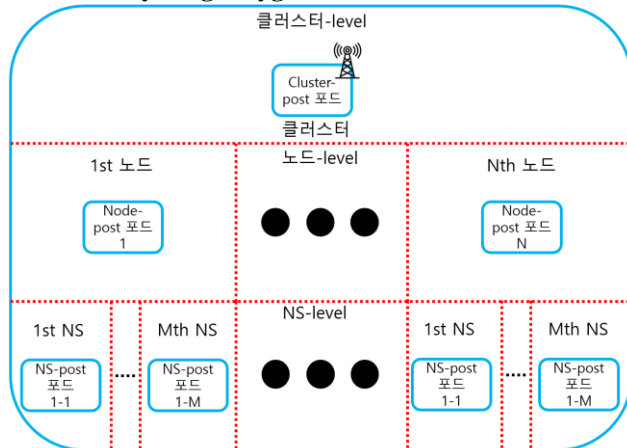 클러스터-level
Cluster-
post 포드
클러스터
1st 노드
노드-level
Nth 노드
Node-
post 포드
1
Node-
post 포드
N
NS-level
1st NS
Mth NS
1st NS
Mth NS
NS-post
포드
1-1
....
NS-post
포드
1-M
NS-post
포드
1-1
....
NS-post
포드
1-M